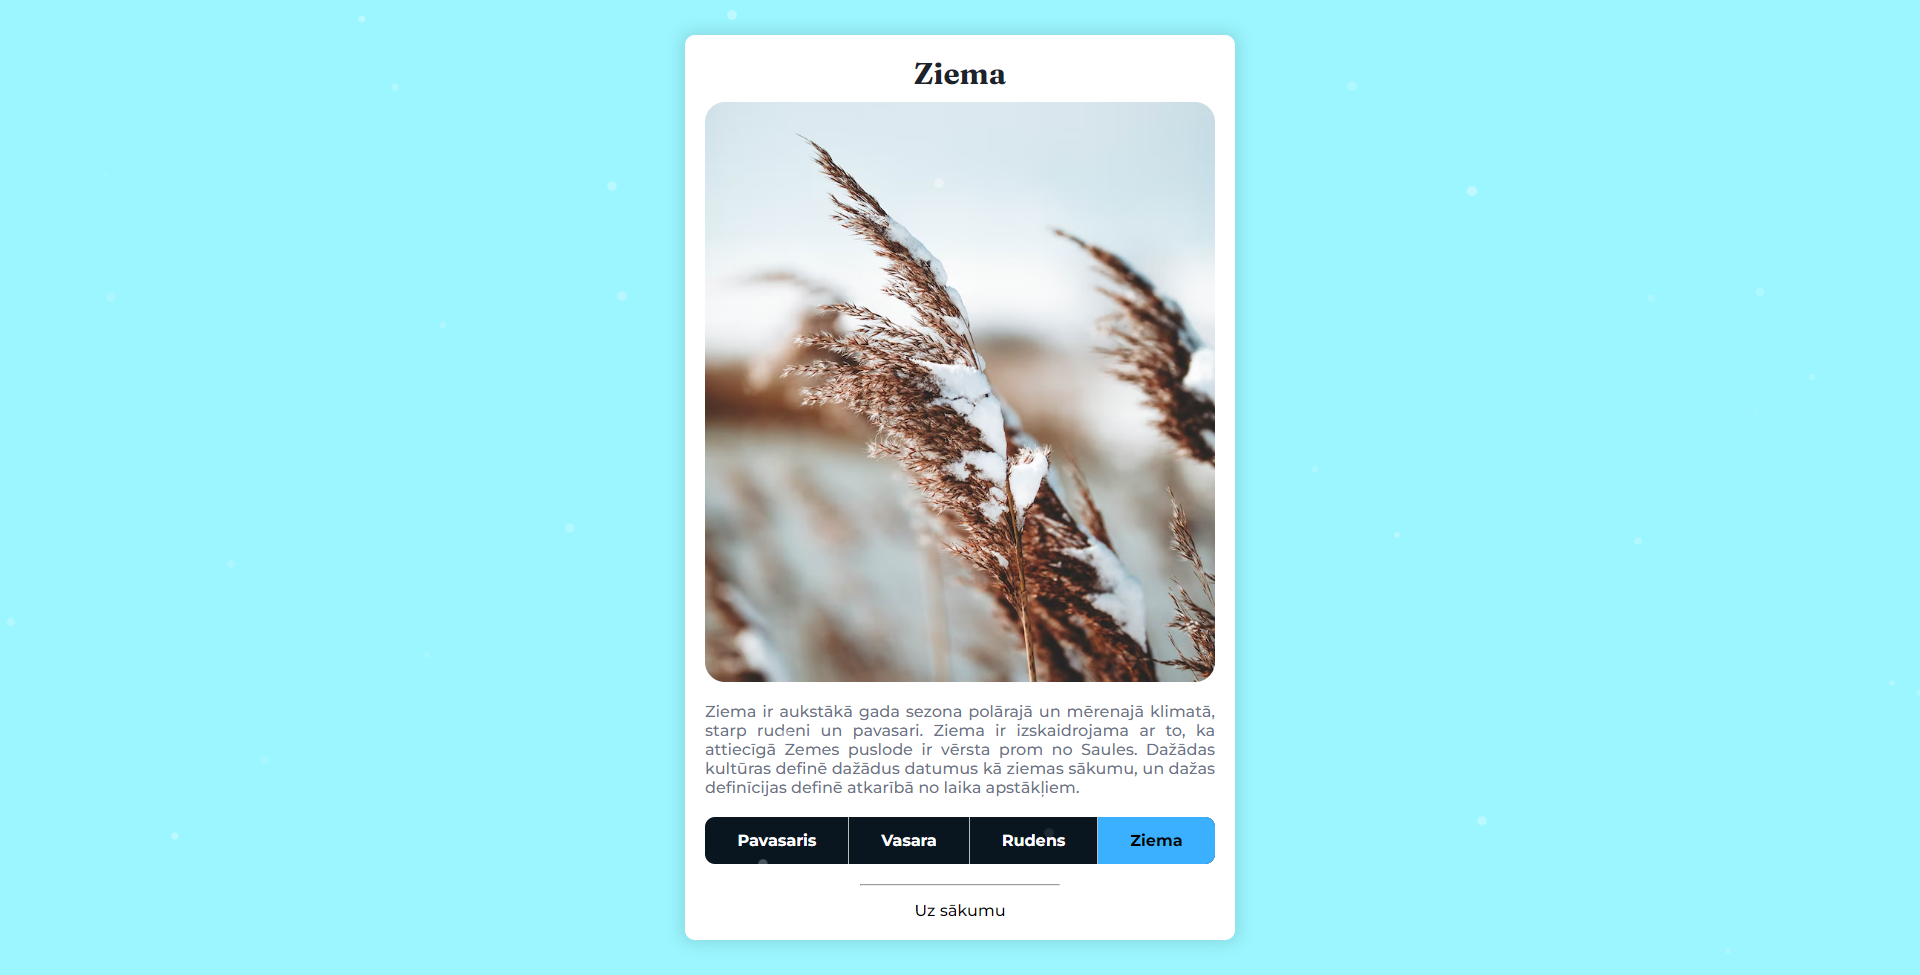 Ziema
Ziema ir aukstākā gada sezona polārajā un mērenajā klimatā,
starp rudeni un pavasari. Ziema ir izskaidrojama ar to, ka
attiecīgā Zemes puslode ir vērsta prom no Saules. Dažādas
kultūras definē dažādus datumus kā ziemas sākumu, un dažas
definīcijas definē atkarībā no laika apstākļiem.
Pavasaris Vasara Rudens Ziema
Uz sākumu